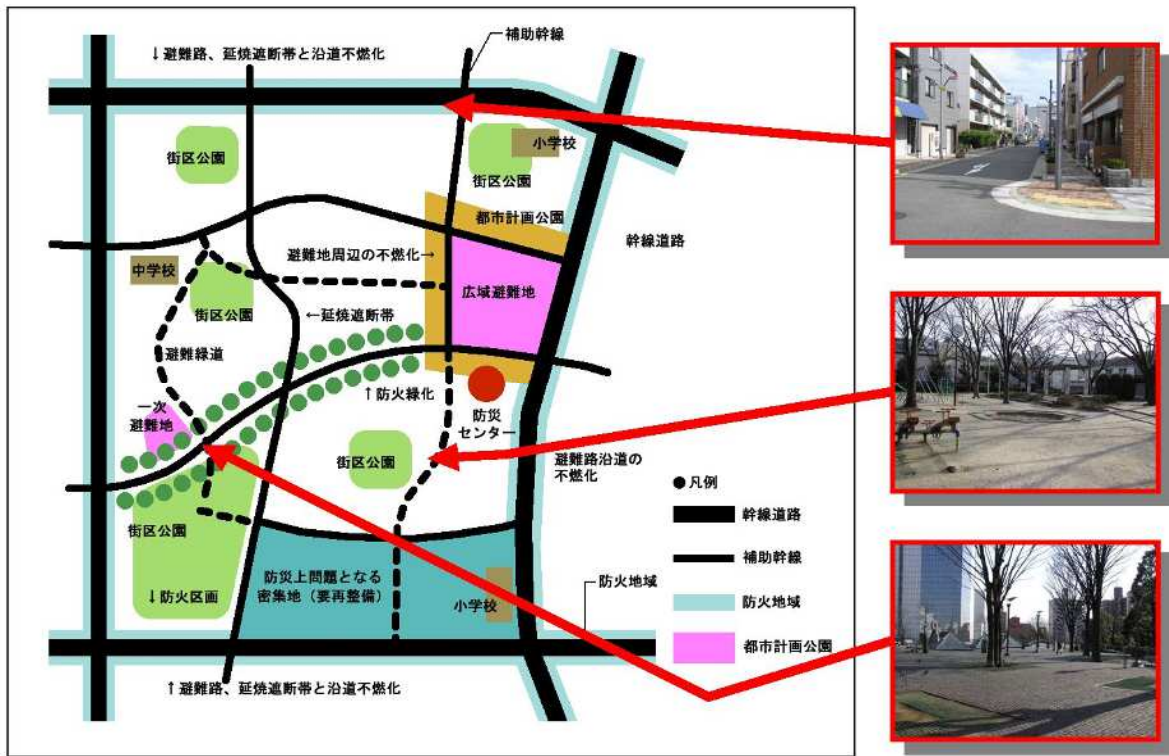 補助幹線
↓避難路、延焼遮断帯と沿道不燃化
小学校
街区公園
街区公園
都市計画公園
幹線道路
避難地周辺の不燃化→
中学校
広域避難地
街区公園
←延焼遮断帯
避難緑道
↑防火緑化
一次
避難地
防災
センター
避難路沿道の
不燃化
街区公園
●凡例
幹線道路
街区公園
補助幹線
防災上問題となる
密集地（要再整備）
↓防火区画
小学校
防火地域
防火地域
都市計画公園
↑避難路、延焼遮断帯と沿道不燃化